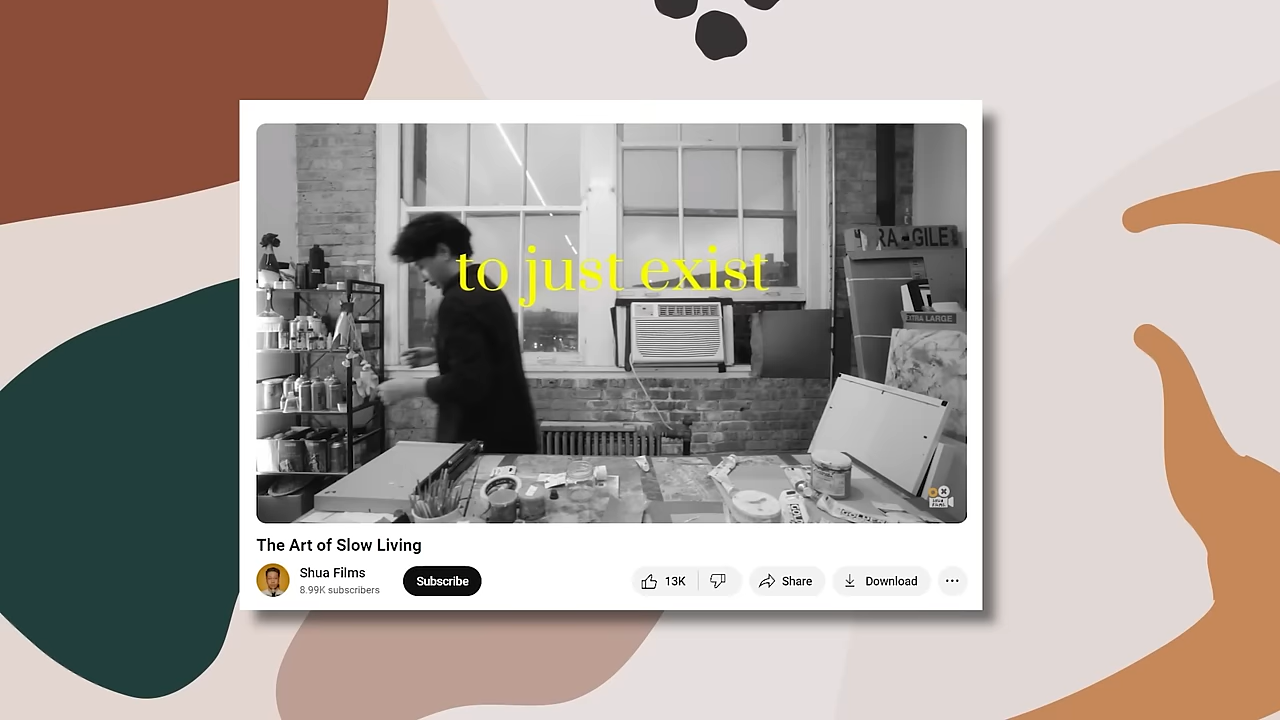 to just exist
EXTRA LARGE
The Art of Slow Living
Shua Films
8.99K subscribers
Subscribe
13K
Share
Download